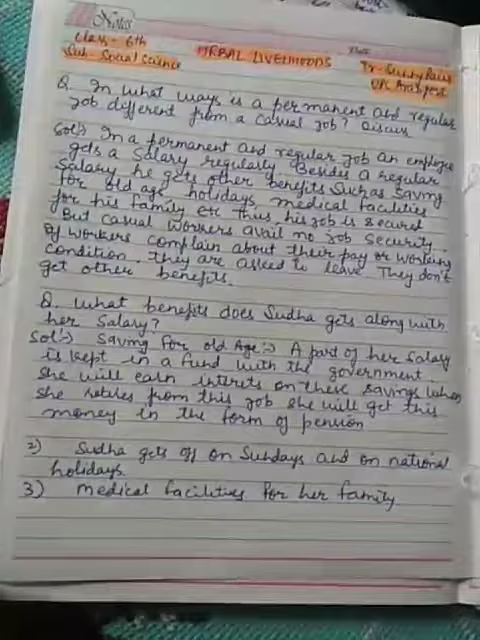 Notes
Class - 6th
URBAL LIVELIHOODS
Date
Sub - Social Science
Tr - Sunny
Q. In what ways is a permanent and regular
job different from a casual job? Discuss
Sol:) In a permanent and regular job an employee
gets a salary regularly. Besides a regular
salary he gets other benefits such as saving
for old age, holidays, medical facilities
for his family etc thus, his job is secured
But casual workers avail no job security.
If workers complain about their pay or working
condition. They are asked to leave. They don't
get other benefits.
Q. What benefits does Sudha gets along with
her salary?
Sol:) Saving for old Age:) A part of her salary
is kept in a fund with the government.
she will earn intrets on these savings when
she retires from this job she will get this
money in the form of pension
2) Sudha gets of on Sundays and on national
holidays.
3) medical facilities for her family